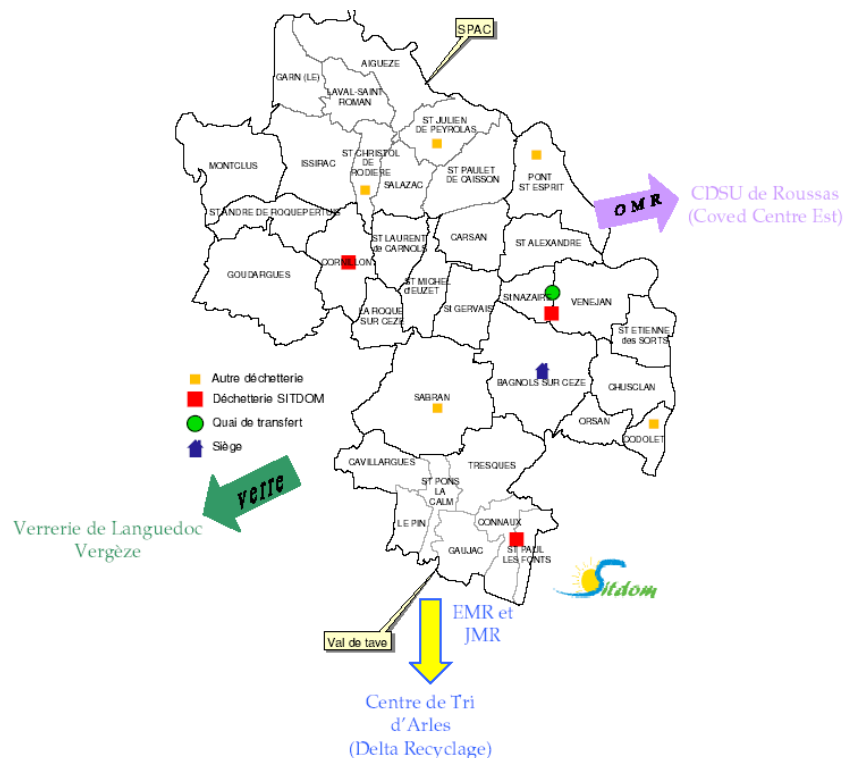 SPAC
AIGUEZE
GARN (LE)
LAVAL-SAINT
ROMAN
ST JULIEN
DE PEYROLAS
MONTCLUS
ISSIRAC
ST CHRISTOL
DE
RODIERE
SALAZAC
ST PAULET
DE CAISSON
PONT
ST ESPRIT
OMR
CDSU de Roussas
(Coved Centre Est)
ST ANDRE DE ROQUEPERTUIS
ST LAURENT
de CARNOLS
CARSAN
ST ALEXANDRE
CORNILLON
GOUDARGUES
ST MICHEL
d'EUZET
LA ROQUE
SUR CEZE
ST GERVAIS
ST NAZAIRE
VENEJAN
ST ETIENNE
des SORTS
Autre déchetterie
Déchetterie SITDOM
Quai de transfert
Siège
SABRAN
BAGNOLS SUR CEZE
CHUSCLAN
ORSAN
CODOLET
verre
Verrerie de Languedoc
Vergèze
CAVILLARGUES
TRESQUES
ST PONS
LA
CALM
LE PIN
CONNAUX
GAUJAC
ST PAUL
LES FONTS
Sitdom
Val de tave
EMR et
JMR
Centre de Tri
d'Arles
(Delta Recyclage)